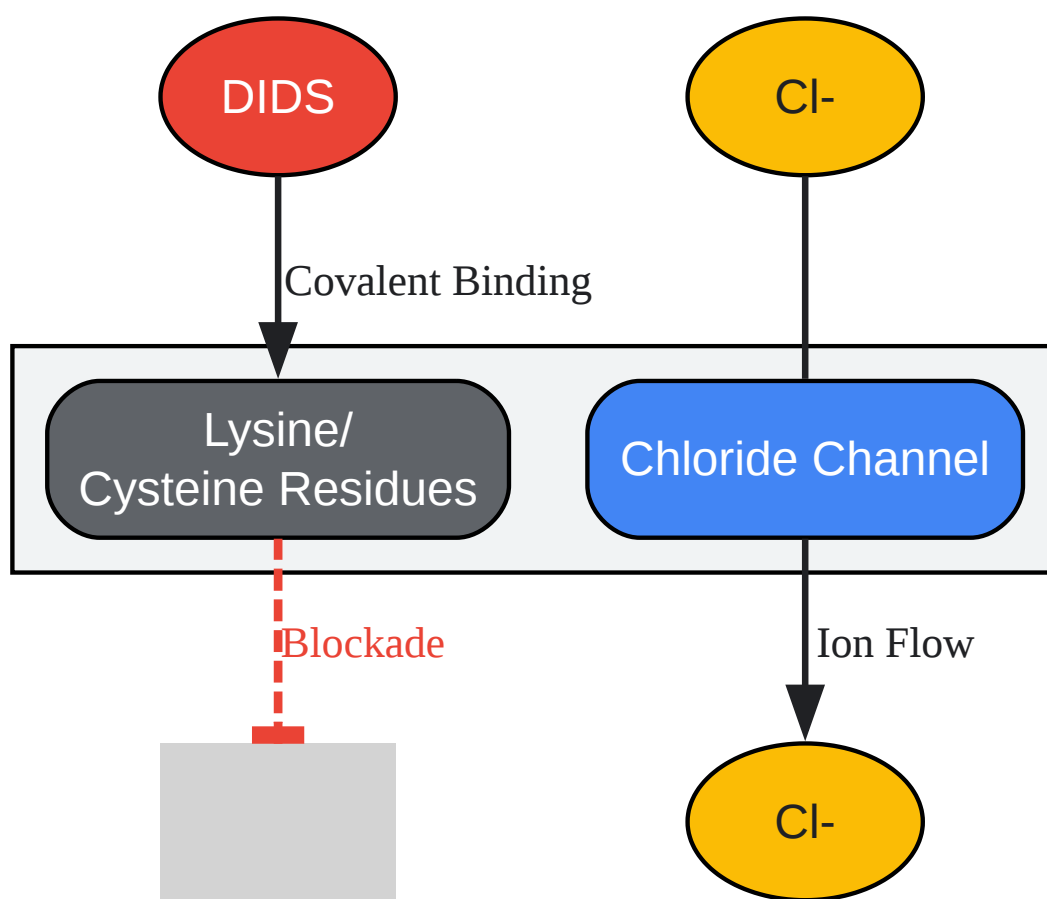 DIDS
Cl-
Covalent Binding
Lysine/
Cysteine Residues
Chloride Channel
Blockade
Ion Flow
Cl-